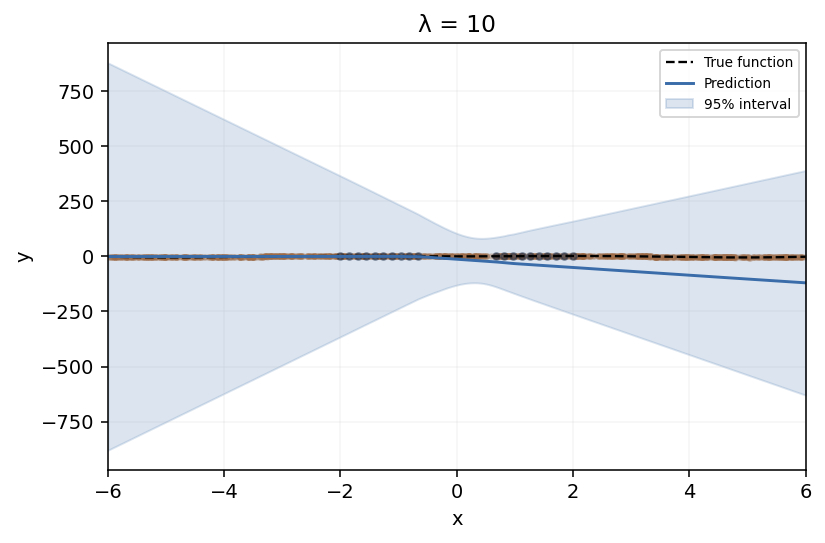 λ = 10
True function
Prediction
95% interval
750
500
250
0
−250
−500
−750
y
−6 −4 −2 0 2 4 6
x